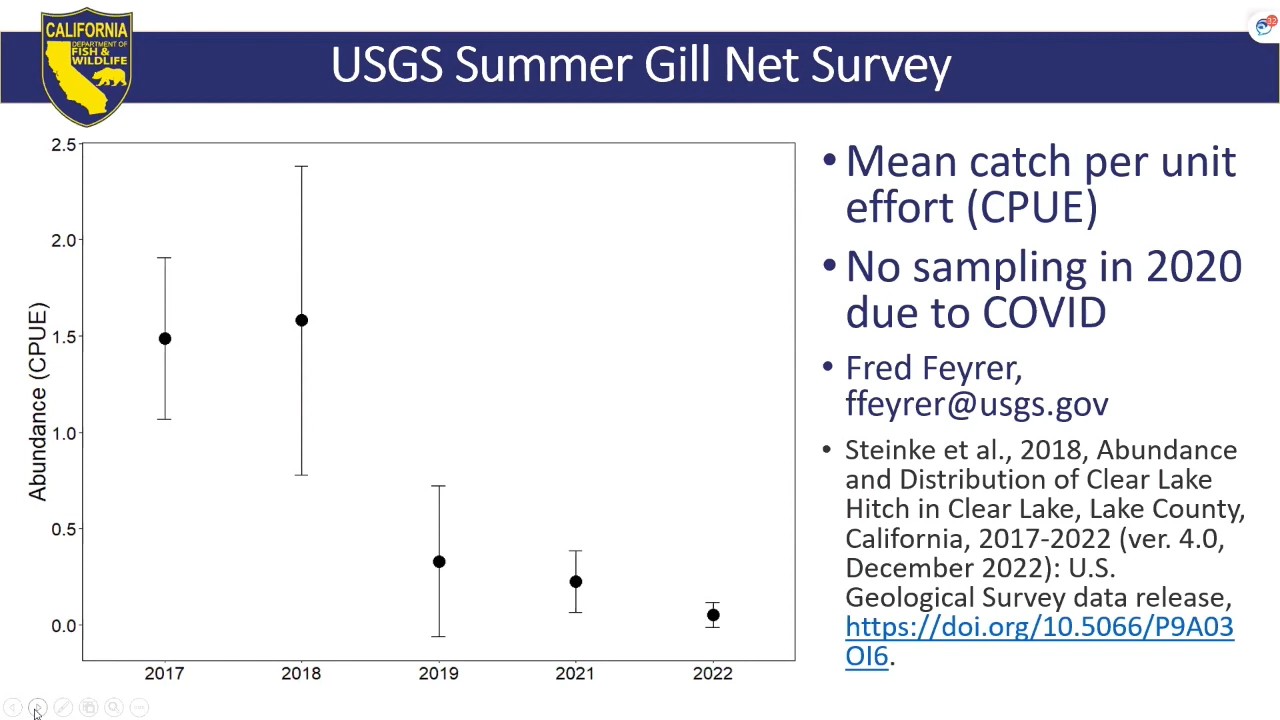 CALIFORNIA
DEPARTMENT OF
FISH &
WILDLIFE
USGS Summer Gill Net Survey
32
2.5
2.0
1.5
1.0
0.5
0.0
Abundance (CPUE)
2017 2018 2019 2021 2022
• Mean catch per unit
effort (CPUE)
• No sampling in 2020
due to COVID
• Fred Feyrer,
ffeyrer@usgs.gov
• Steinke et al., 2018, Abundance
and Distribution of Clear Lake
Hitch in Clear Lake, Lake County,
California, 2017-2022 (ver. 4.0,
December 2022): U.S.
Geological Survey data release,
https://doi.org/10.5066/P9A03
OI6.